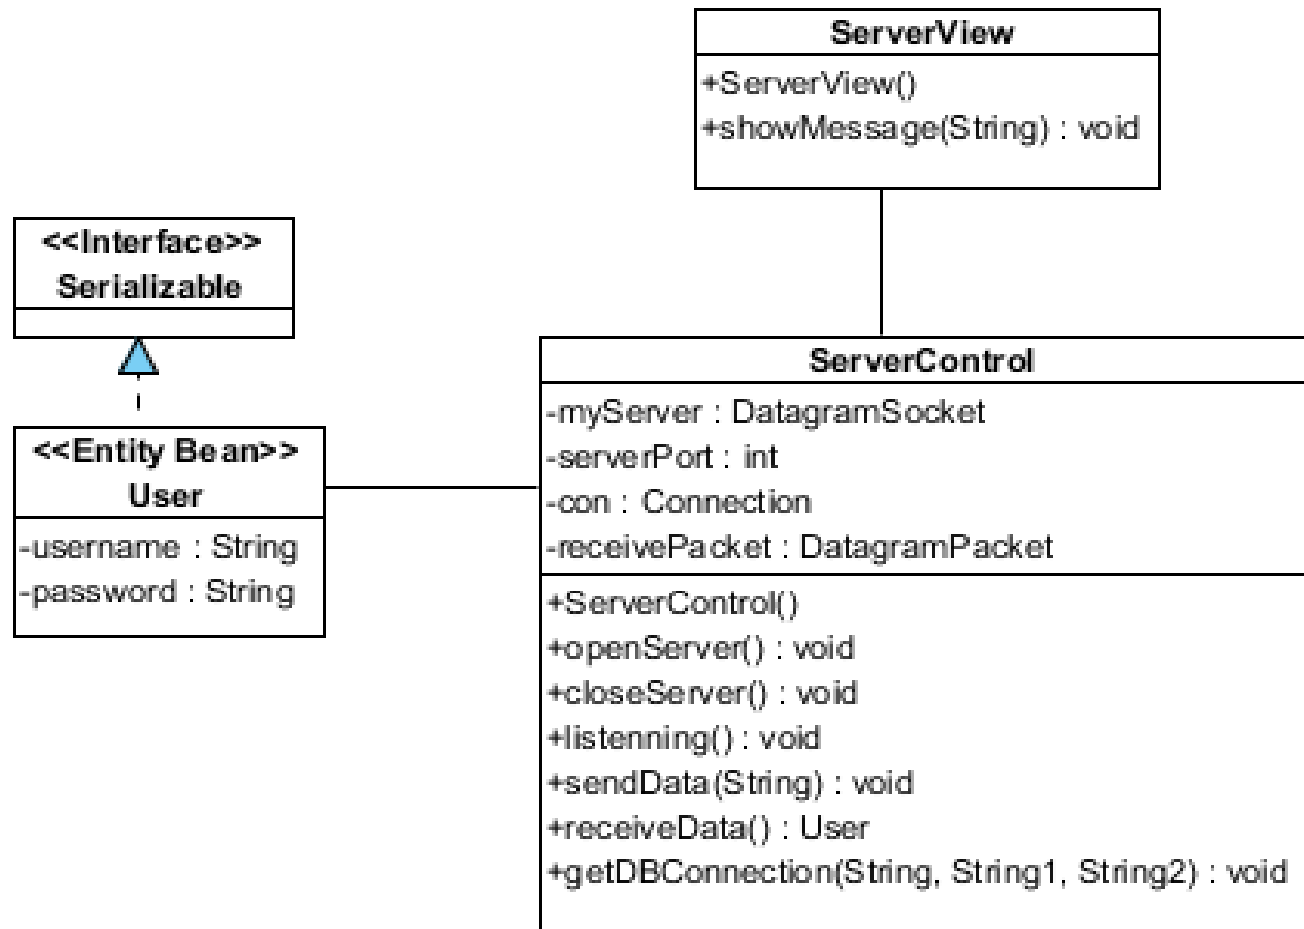 ServerView
+ServerView()
+showMessage(String) : void
<<Interface>>
Serializable
<<Entity Bean>>
User
-username : String
-password : String
ServerControl
-myServer : DatagramSocket
-serverPort : int
-con : Connection
-receivePacket : DatagramPacket
+ServerControl()
+openServer() : void
+closeServer() : void
+listenning() : void
+sendData(String) : void
+receiveData() : User
+getDBConnection(String, String1, String2) : void